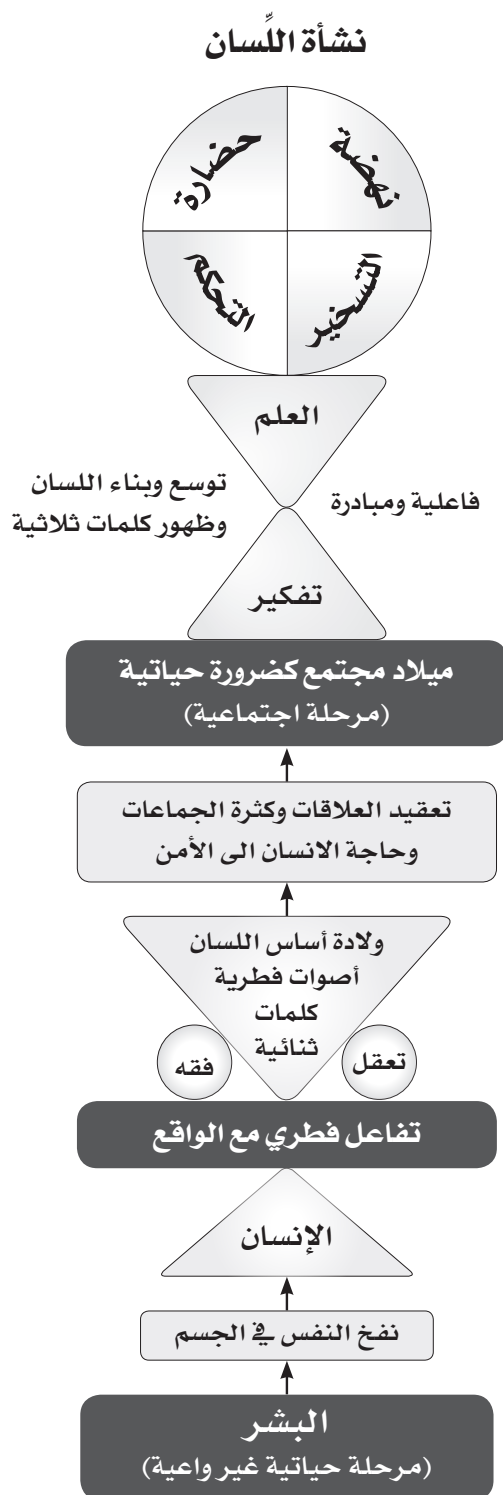 نشأة اللِّسان
نهضة
حضارة
التسخير
التحكم
العلم
فاعلية ومبادرة
توسع وبناء اللسان
وظهور كلمات ثلاثية
تفكير
ميلاد مجتمع كضرورة حياتية
(مرحلة اجتماعية)
تعقيد العلاقات وكثرة الجماعات
وحاجة الانسان الى الأمن
ولادة أساس اللسان
أصوات فطرية
كلمات
ثنائية
تعقل
فقه
تفاعل فطري مع الواقع
الإنسان
نفخ النفس في الجسم
البشر
(مرحلة حياتية غير واعية)